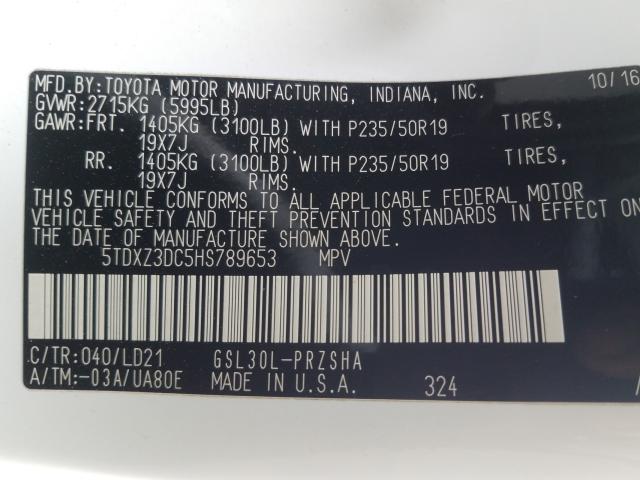 MFD.BY:TOYOTA MOTOR MANUFACTURING, INDIANA, INC. 10/16
GVWR:2715KG (5995LB)
GAWR:FRT. 1405KG (3100LB) WITH P235/50R19 TIRES,
19X7J RIMS.
RR. 1405KG (3100LB) WITH P235/50R19 TIRES,
19X7J RIMS.
THIS VEHICLE CONFORMS TO ALL APPLICABLE FEDERAL MOTOR
VEHICLE SAFETY AND THEFT PREVENTION STANDARDS IN EFFECT ON
THE DATE OF MANUFACTURE SHOWN ABOVE.
5TDXZ3DC5HS789653 MPV
C/TR:040/LD21 GSL30L-PRZSHA
A/TM:-03A/UA80E MADE IN U.S.A. 324